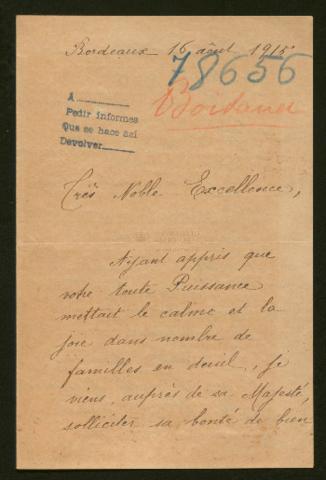 Bordeaux 16 août 1915
78656
A
Pedir informes
Que se hace así
Devolver
Très Noble Excellence,
Ayant appris que
votre toute Puissance
mettait le calme et la
joie dans nombre de
familles en deuil, je
viens, auprès de sa Majesté,
solliciter sa bonté de bien